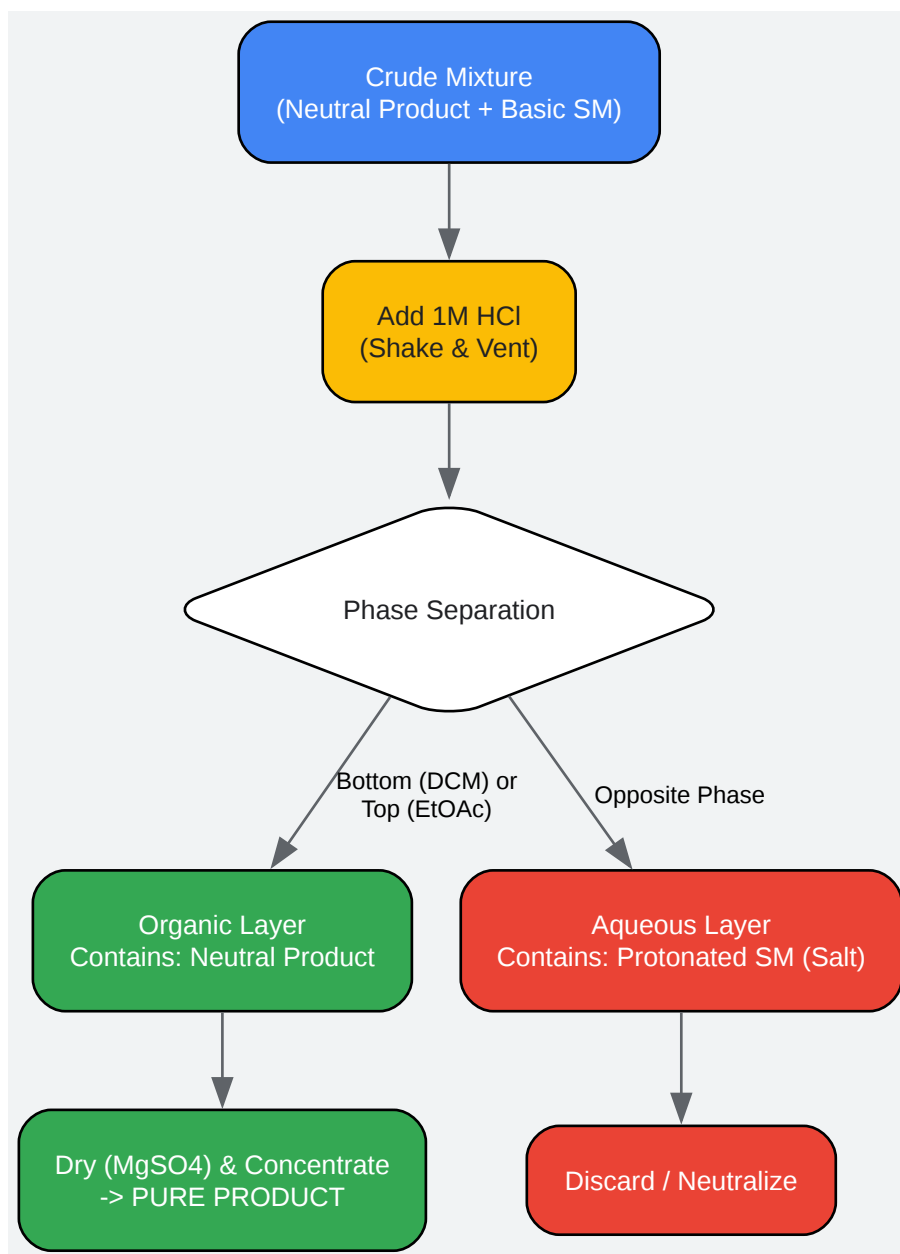 Crude Mixture
(Neutral Product + Basic SM)
Add 1M HCl
(Shake & Vent)
Phase Separation
Bottom (DCM) or
Top (EtOAc)
Opposite Phase
Organic Layer
Contains: Neutral Product
Aqueous Layer
Contains: Protonated SM (Salt)
Dry (MgSO4) & Concentrate
-> PURE PRODUCT
Discard / Neutralize